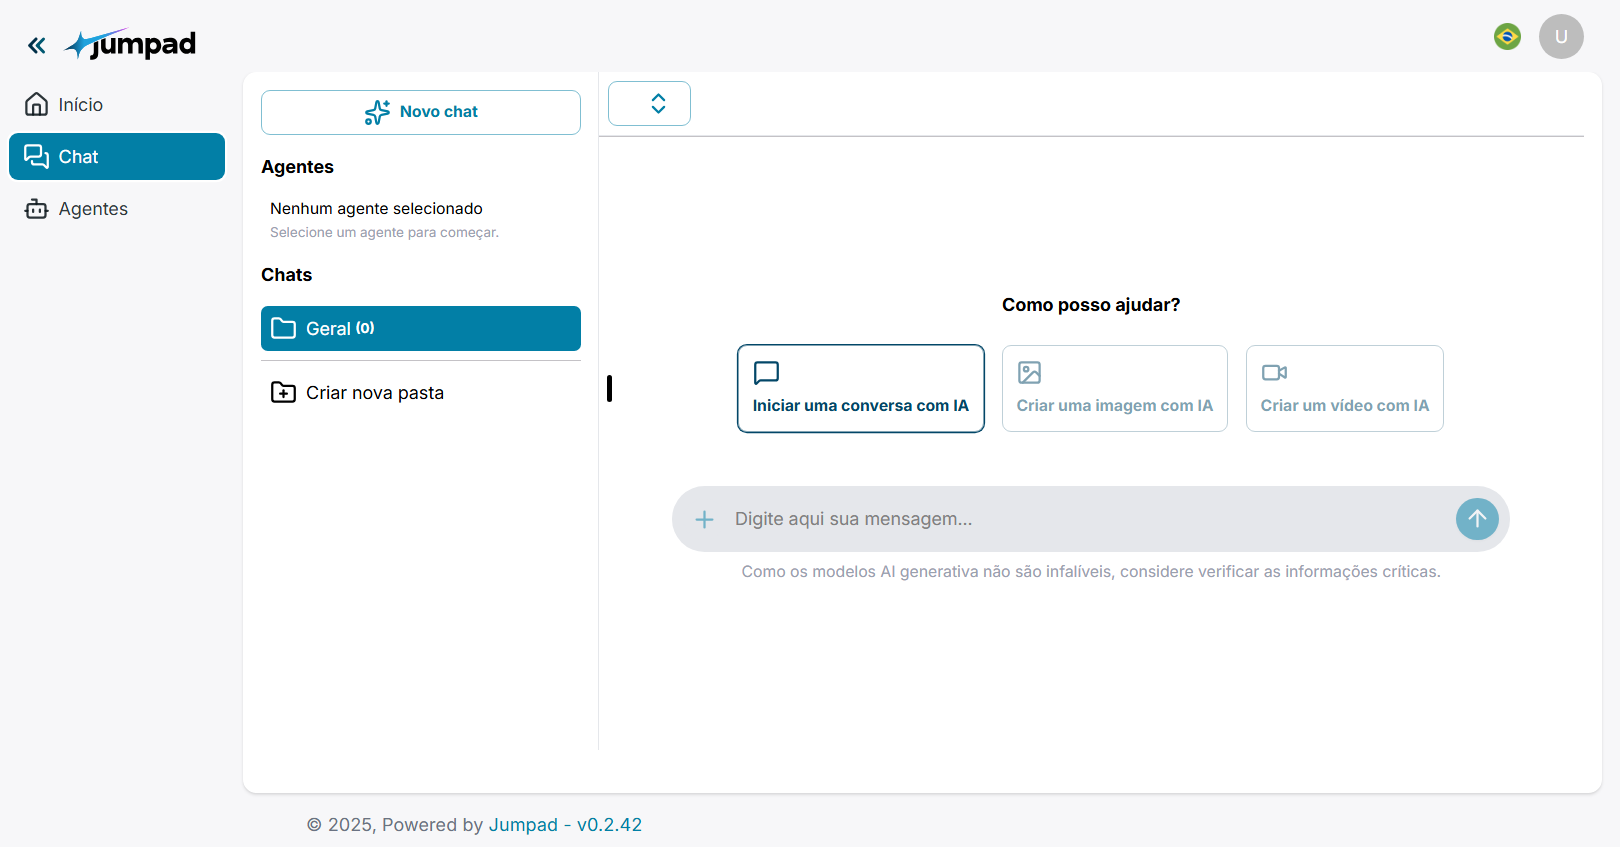 jumpad
U
Início
Chat
Agentes
Novo chat
Agentes
Nenhum agente selecionado
Selecione um agente para começar.
Chats
Geral (0)
Criar nova pasta
Como posso ajudar?
Iniciar uma conversa com IA
Criar uma imagem com IA
Criar um vídeo com IA
Digite aqui sua mensagem...
Como os modelos AI generativa não são infalíveis, considere verificar as informações críticas.
© 2025, Powered by Jumpad - v0.2.42